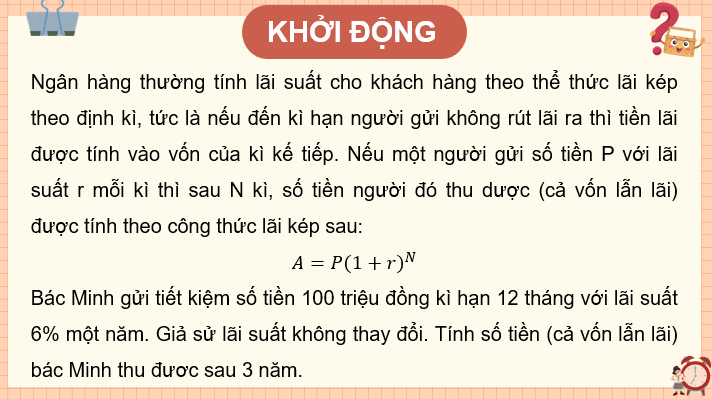 KHỞI ĐỘNG
Ngân hàng thường tính lãi suất cho khách hàng theo thể thức lãi kép
theo định kì, tức là nếu đến kì hạn người gửi không rút lãi ra thì tiền lãi
được tính vào vốn của kì kế tiếp. Nếu một người gửi số tiền P với lãi
suất r mỗi kì thì sau N kì, số tiền người đó thu dược (cả vốn lẫn lãi)
được tính theo công thức lãi kép sau:
A = P(1 + r)^N
Bác Minh gửi tiết kiệm số tiền 100 triệu đồng kì hạn 12 tháng với lãi suất
6% một năm. Giả sử lãi suất không thay đổi. Tính số tiền (cả vốn lẫn lãi)
bác Minh thu được sau 3 năm.